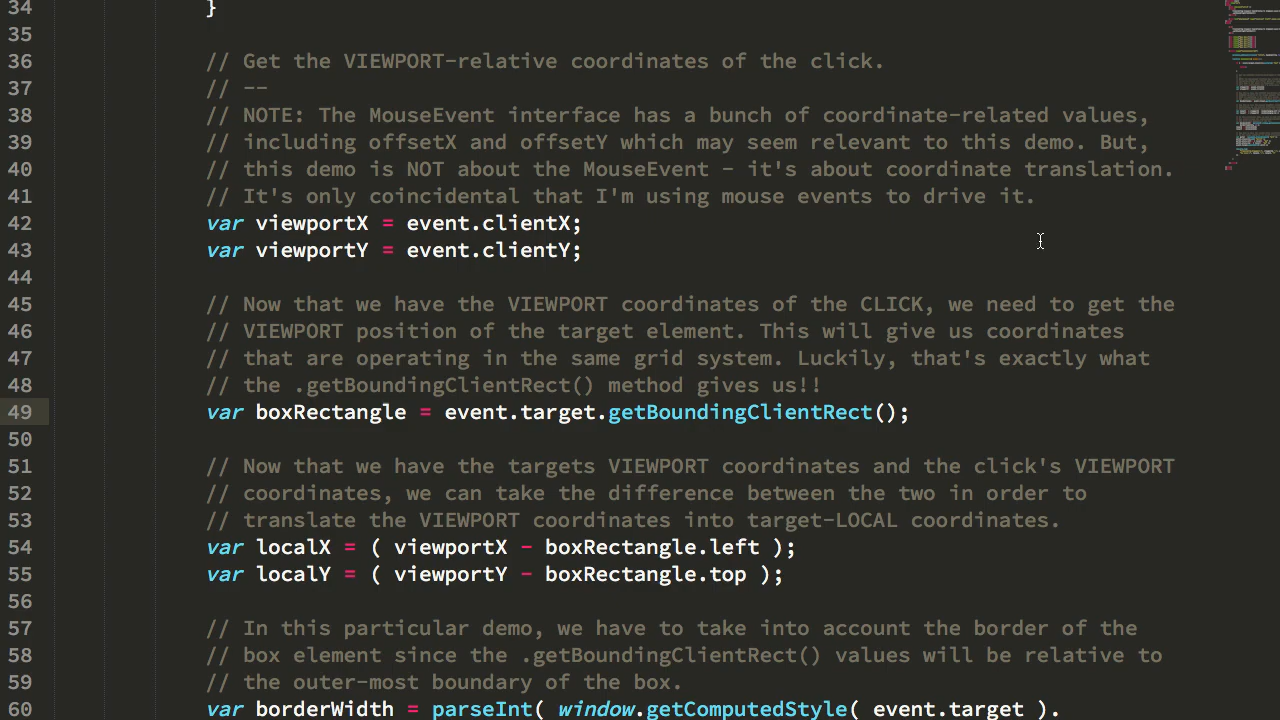 34 }
35
36 // Get the VIEWPORT-relative coordinates of the click.
37 // --
38 // NOTE: The MouseEvent interface has a bunch of coordinate-related values,
39 // including offsetX and offsetY which may seem relevant to this demo. But,
40 // this demo is NOT about the MouseEvent - it's about coordinate translation.
41 // It's only coincidental that I'm using mouse events to drive it.
42 var viewportX = event.clientX;
43 var viewportY = event.clientY;
44
45 // Now that we have the VIEWPORT coordinates of the CLICK, we need to get the
46 // VIEWPORT position of the target element. This will give us coordinates
47 // that are operating in the same grid system. Luckily, that's exactly what
48 // the .getBoundingClientRect() method gives us!!
49 var boxRectangle = event.target.getBoundingClientRect();
50
51 // Now that we have the targets VIEWPORT coordinates and the click's VIEWPORT
52 // coordinates, we can take the difference between the two in order to
53 // translate the VIEWPORT coordinates into target-LOCAL coordinates.
54 var localX = ( viewportX - boxRectangle.left );
55 var localY = ( viewportY - boxRectangle.top );
56
57 // In this particular demo, we have to take into account the border of the
58 // box element since the .getBoundingClientRect() values will be relative to
59 // the outer-most boundary of the box.
60 var borderWidth = parseInt( window.getComputedStyle( event.target ).